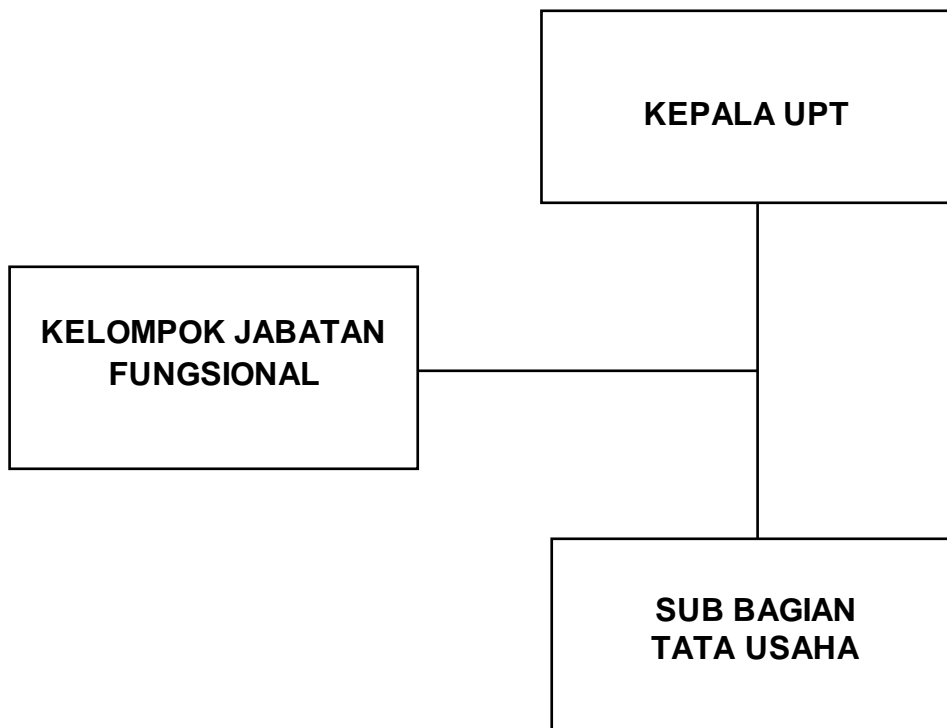 KEPALA UPT
KELOMPOK JABATAN
FUNGSIONAL
SUB BAGIAN
TATA USAHA